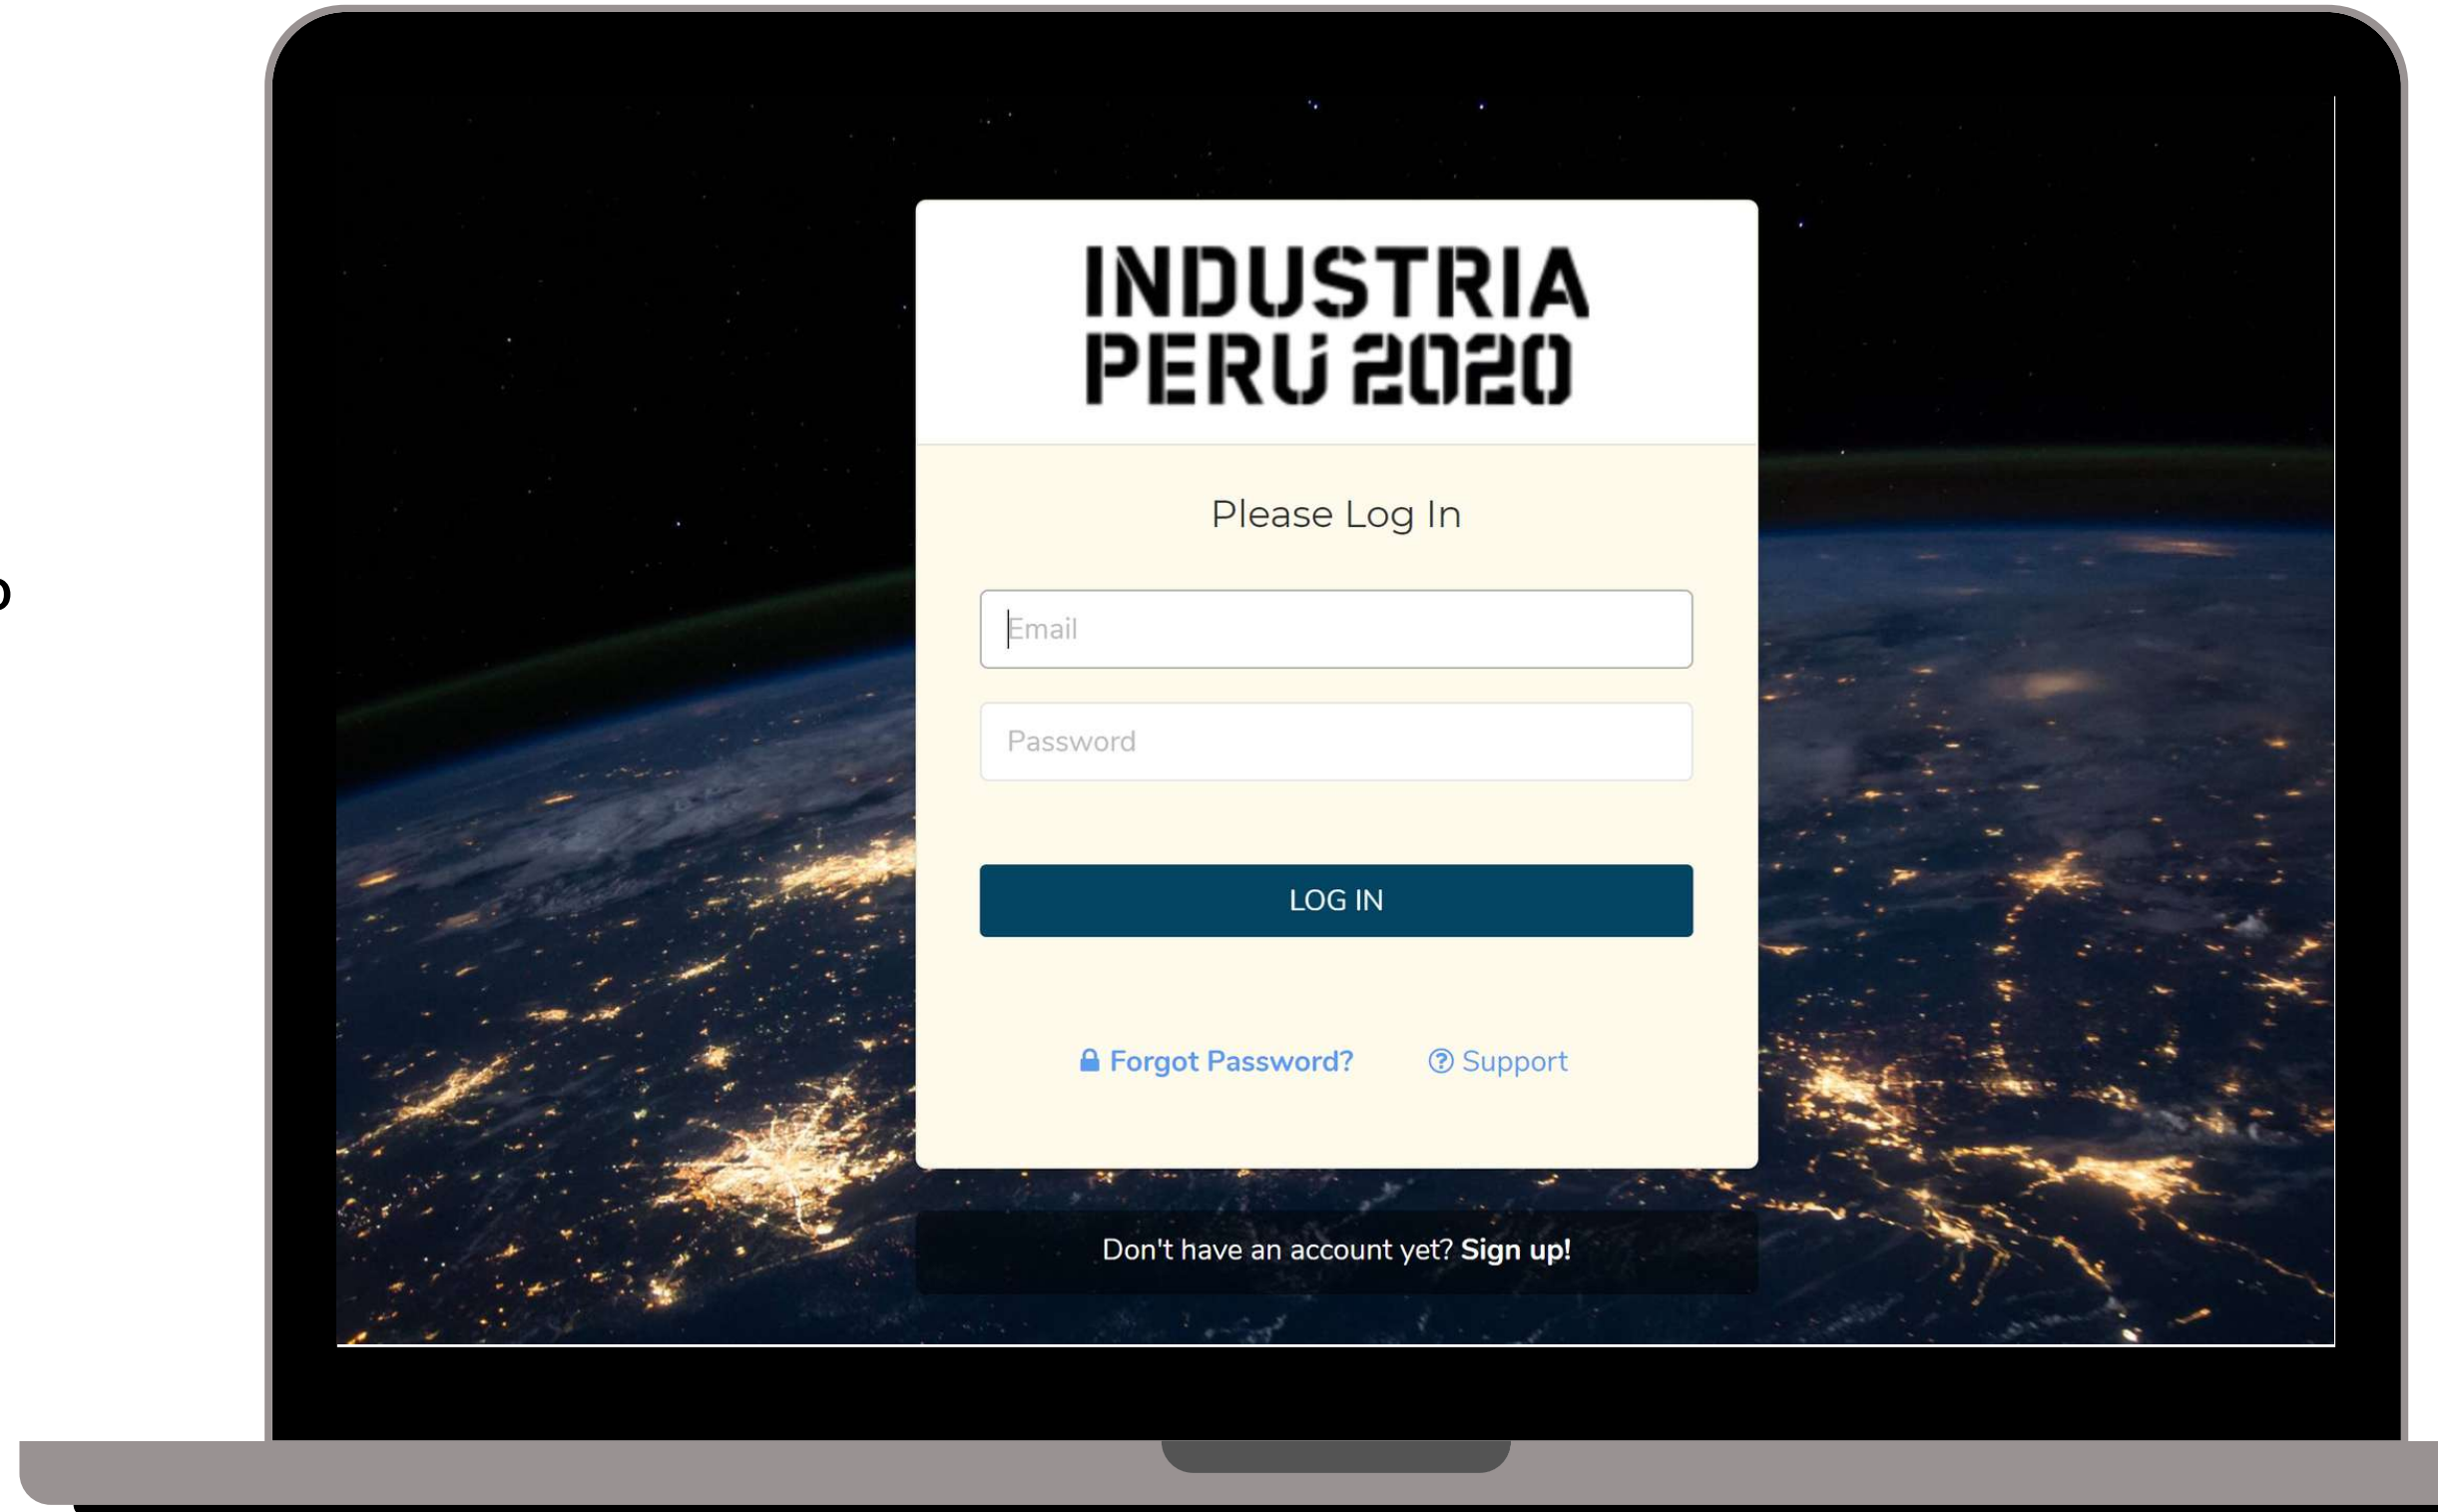 INDUSTRIA
PERÚ 2020
Please Log In
Email
Password
LOG IN
Forgot Password?
Support
Don't have an account yet? Sign up!